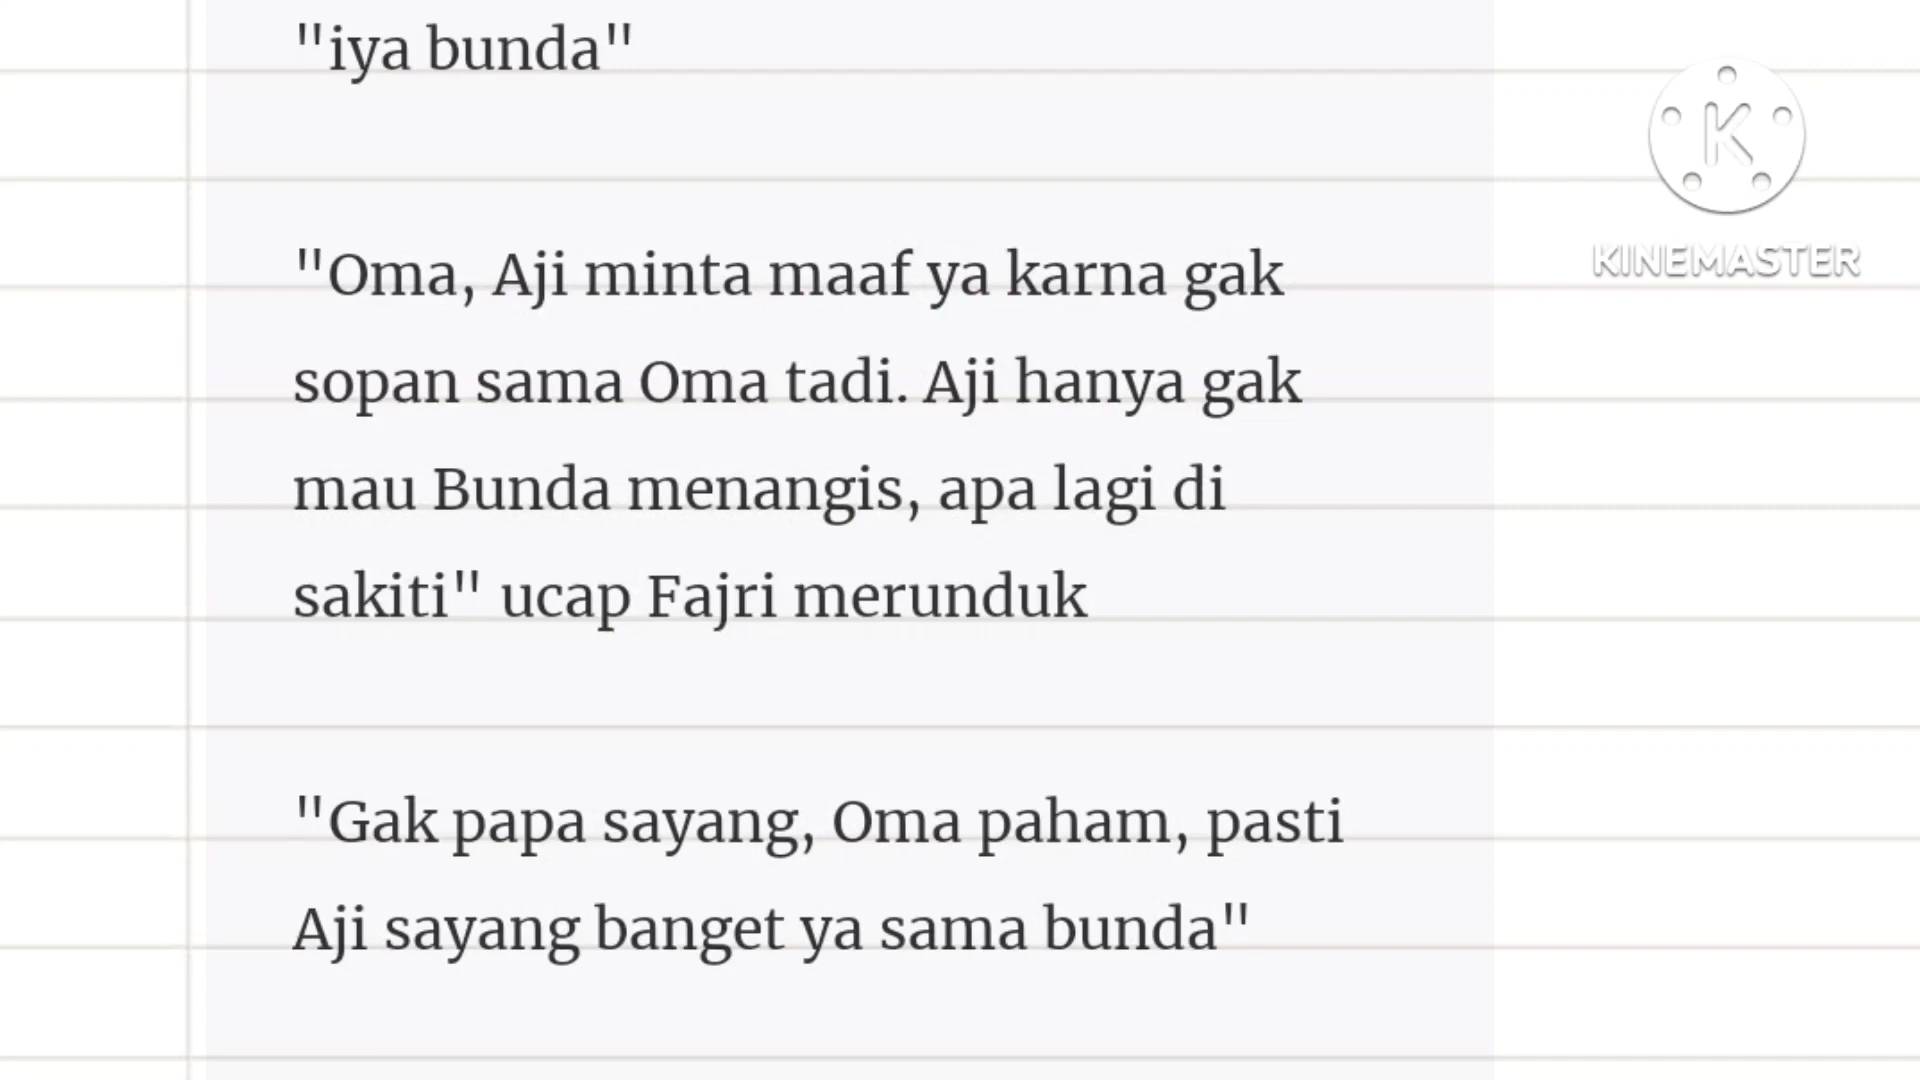 "iya bunda"
"Oma, Aji minta maaf ya karna gak
sopan sama Oma tadi. Aji hanya gak
mau Bunda menangis, apa lagi di
sakiti" ucap Fajri merunduk
"Gak papa sayang, Oma paham, pasti
Aji sayang banget ya sama bunda"
K
KINEMASTER